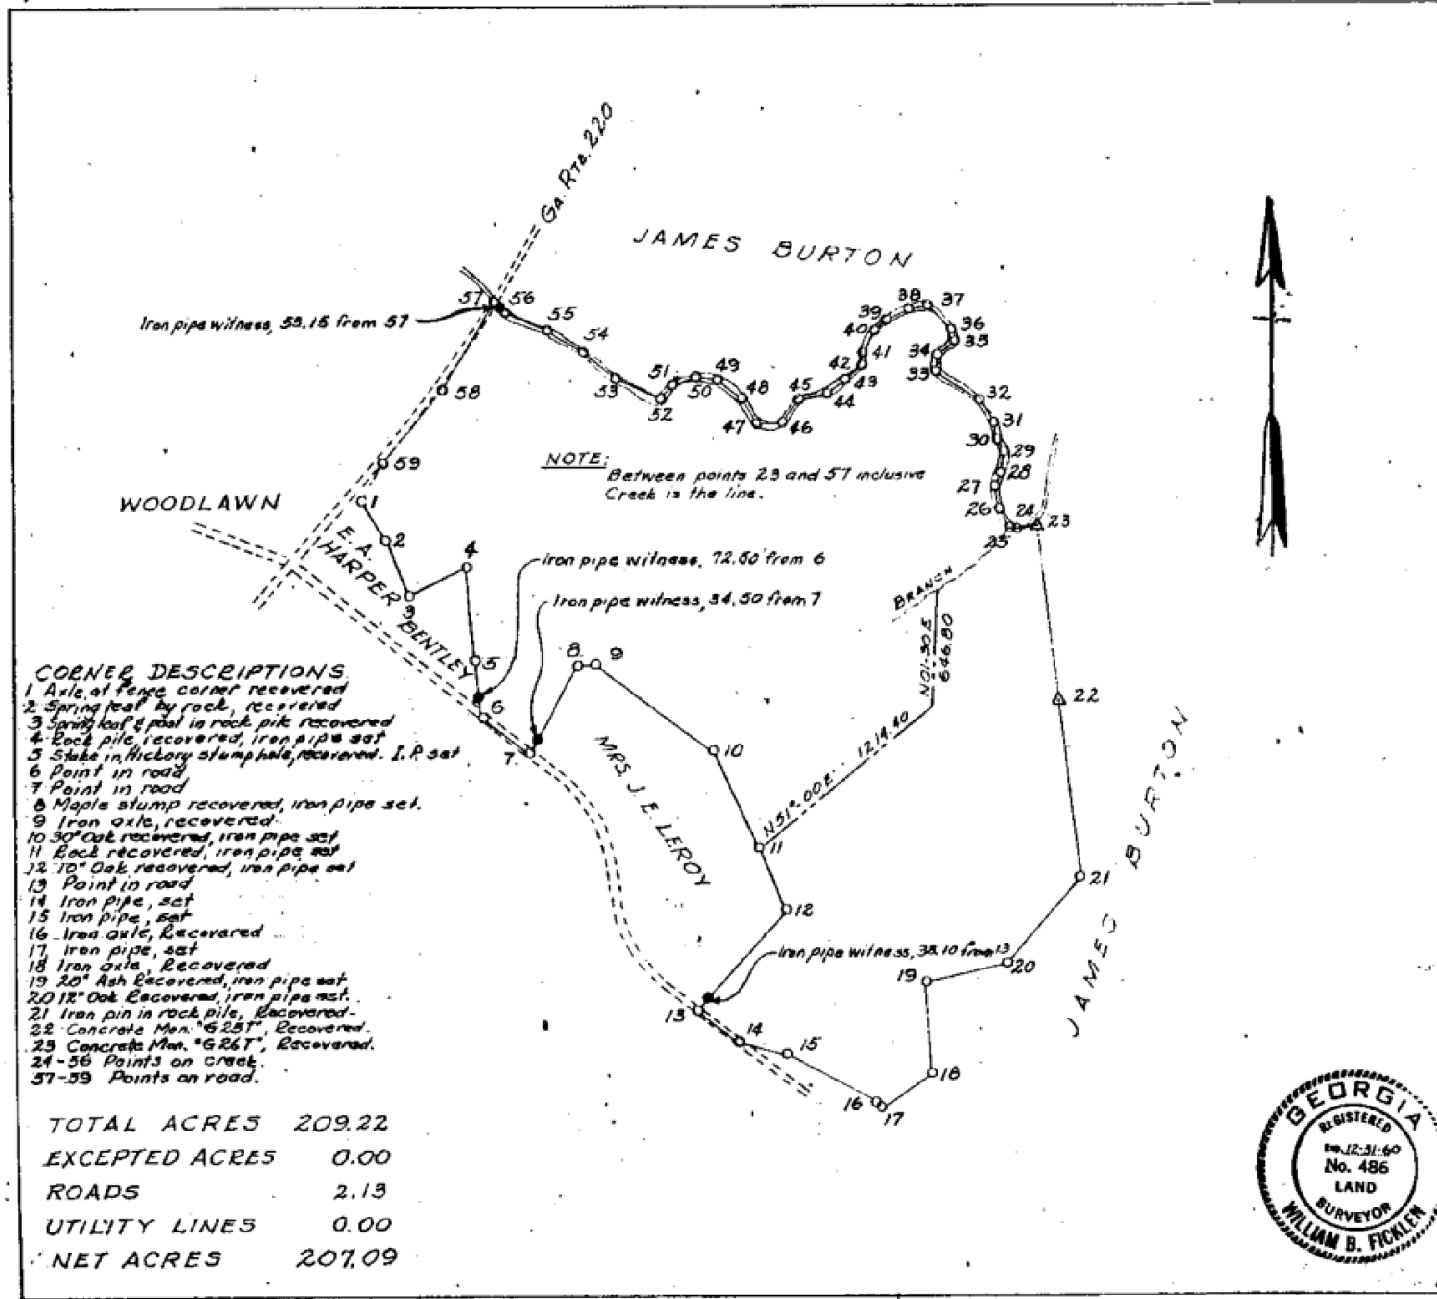 GA. RTE. 220
JAMES BURTON
Iron pipe witness, 53.15 from 57
57
56
55
54
53
52
51
50
49
48
47
46
45
44
43
42
41
40
39
38
37
36
35
34
33
32
31
30
29
28
27
26
25
24
23
58
59
NOTE:
Between points 23 and 57 inclusive
Creek is the line.
WOODLAWN
1
2
3
4
5
6
7
E. A.
HARPER
BENTLEY
Iron pipe witness, 72.60' from 6
Iron pipe witness, 34.50 from 7
BRANCH
N01-30E
646.80
N51°-00E 1214.40
8
9
10
11
12
MRS. J. E. LEROY
22
21
JAMES BURTON
Iron pipe witness, 38.10 from 13
13
14
15
16
17
18
19
20
CORNER DESCRIPTIONS
1 Axle, at fence corner recovered
2 Spring leaf by rock, recovered
3 Spring leaf & post in rock pile recovered
4 Rock pile, recovered, iron pipe set
5 Stake in Hickory stumphole, recovered. I.P. set
6 Point in road
7 Point in road
8 Maple stump recovered, iron pipe set.
9 Iron axle, recovered
10 30" Oak recovered, iron pipe set
11 Rock recovered, iron pipe set
12 10" Oak recovered, iron pipe set
13 Point in road
14 Iron pipe, set
15 Iron pipe, set
16 Iron axle, Recovered
17 Iron pipe, set
18 Iron axle, Recovered
19 20" Ash Recovered, iron pipe set
20 12" Oak Recovered, iron pipe set.
21 Iron pin in rock pile, Recovered
22 Concrete Mon. "G25T", Recovered.
23 Concrete Mon. "G26T", Recovered.
24-56 Points on creek.
57-59 Points on road.
TOTAL ACRES 209.22
EXCEPTED ACRES 0.00
ROADS 2.13
UTILITY LINES 0.00
NET ACRES 207.09
GEORGIA
REGISTERED
12-31-60
No. 486
LAND
SURVEYOR
WILLIAM B. FICKLEN